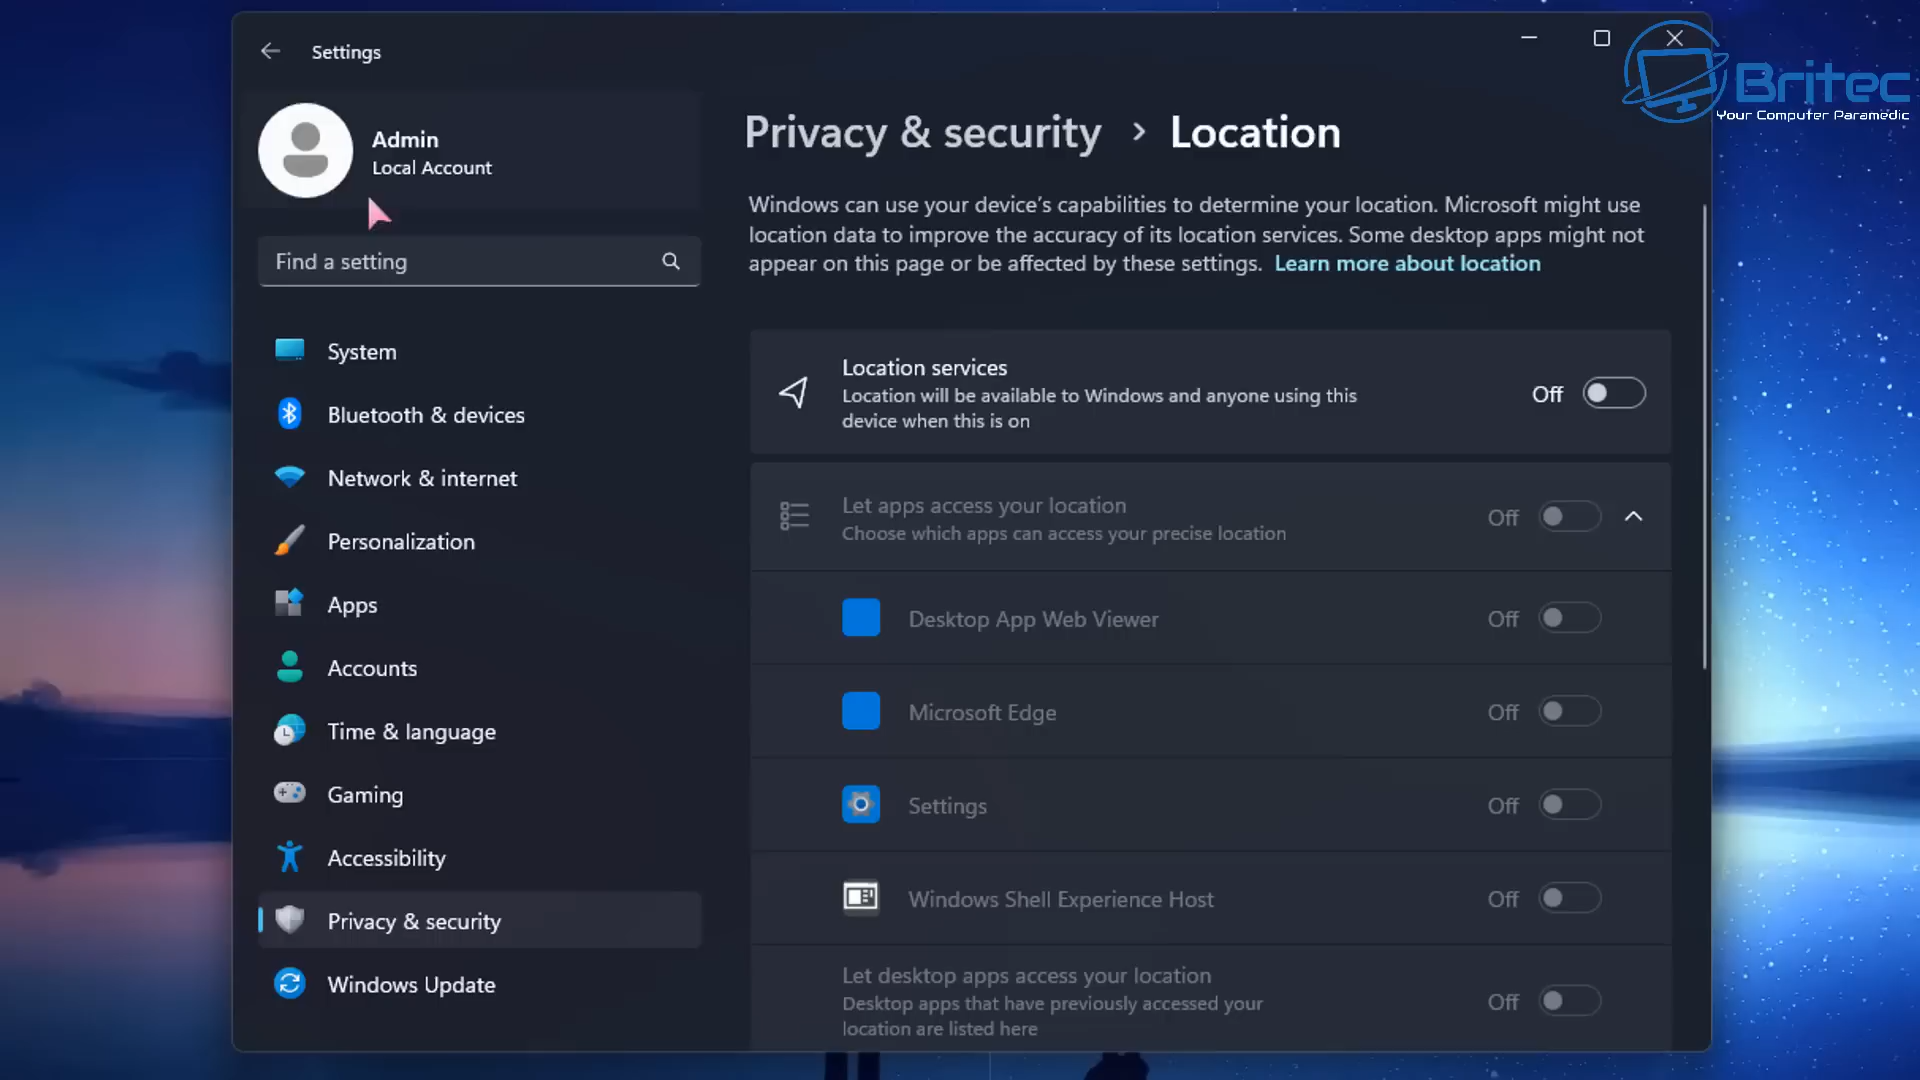 Settings
Britec
Your Computer Paramedic
Admin
Local Account
Find a setting
System
Bluetooth & devices
Network & internet
Personalization
Apps
Accounts
Time & language
Gaming
Accessibility
Privacy & security
Windows Update
Privacy & security > Location
Windows can use your device's capabilities to determine your location. Microsoft might use
location data to improve the accuracy of its location services. Some desktop apps might not
appear on this page or be affected by these settings. Learn more about location
Location services
Location will be available to Windows and anyone using this
device when this is on
Off
Let apps access your location
Choose which apps can access your precise location
Off
Desktop App Web Viewer
Off
Microsoft Edge
Off
Settings
Off
Windows Shell Experience Host
Off
Let desktop apps access your location
Desktop apps that have previously accessed your
location are listed here
Off